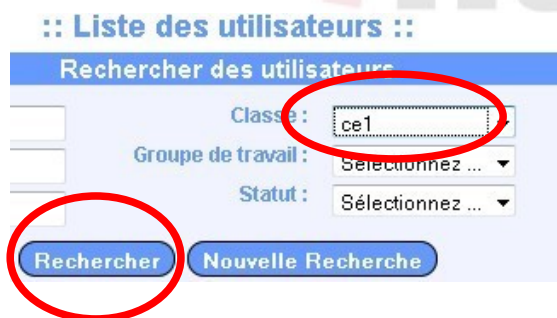 :: Liste des utilisateurs ::
Rechercher des utilisateurs
Classe : ce1
Groupe de travail : Sélectionnez ...
Statut : Sélectionnez ...
Rechercher Nouvelle Recherche